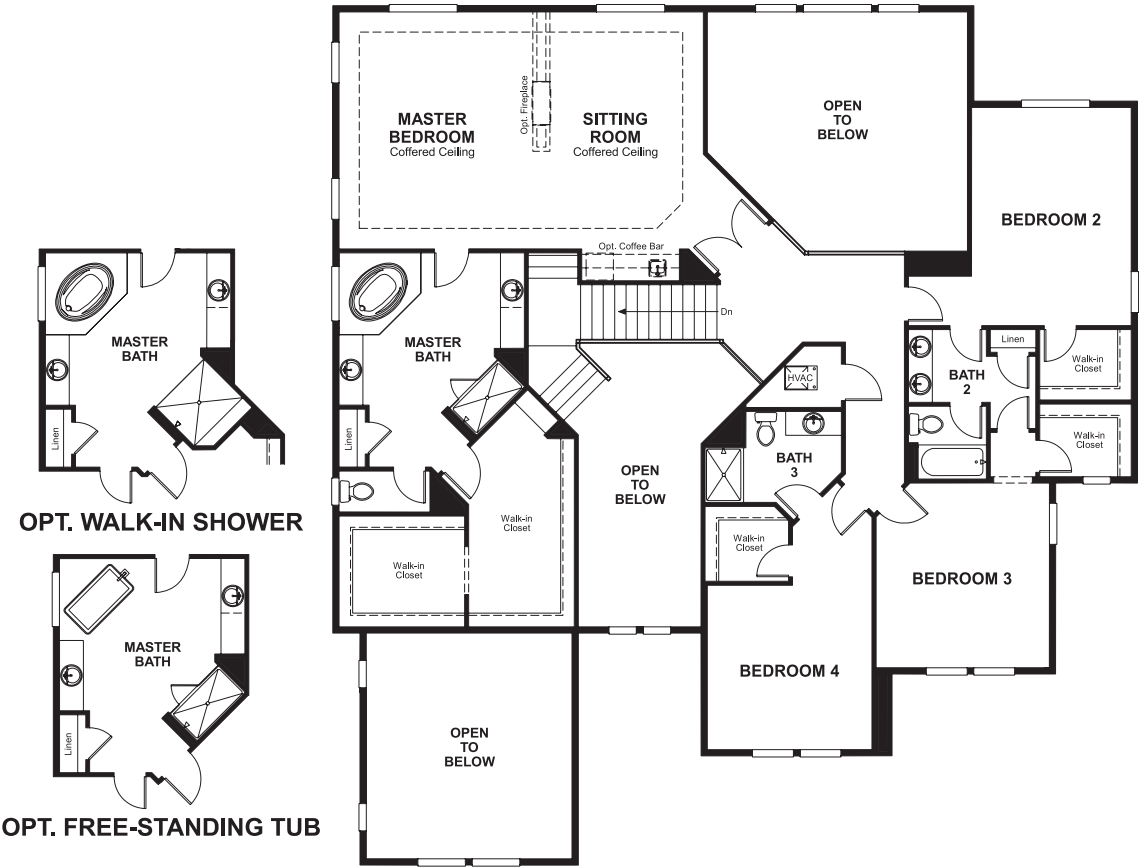 MASTER
BEDROOM
Coffered Ceiling
Opt. Fireplace
SITTING
ROOM
Coffered Ceiling
OPEN
TO
BELOW
BEDROOM 2
Opt. Coffee Bar
Dn
MASTER
BATH
Linen
OPT. WALK-IN SHOWER
MASTER
BATH
Linen
HVAC
Linen
BATH
2
Walk-in
Closet
Walk-in
Closet
BATH
3
OPEN
TO
BELOW
Walk-in
Closet
Walk-in
Closet
Walk-in
Closet
BEDROOM 3
BEDROOM 4
MASTER
BATH
Linen
OPT. FREE-STANDING TUB
OPEN
TO
BELOW